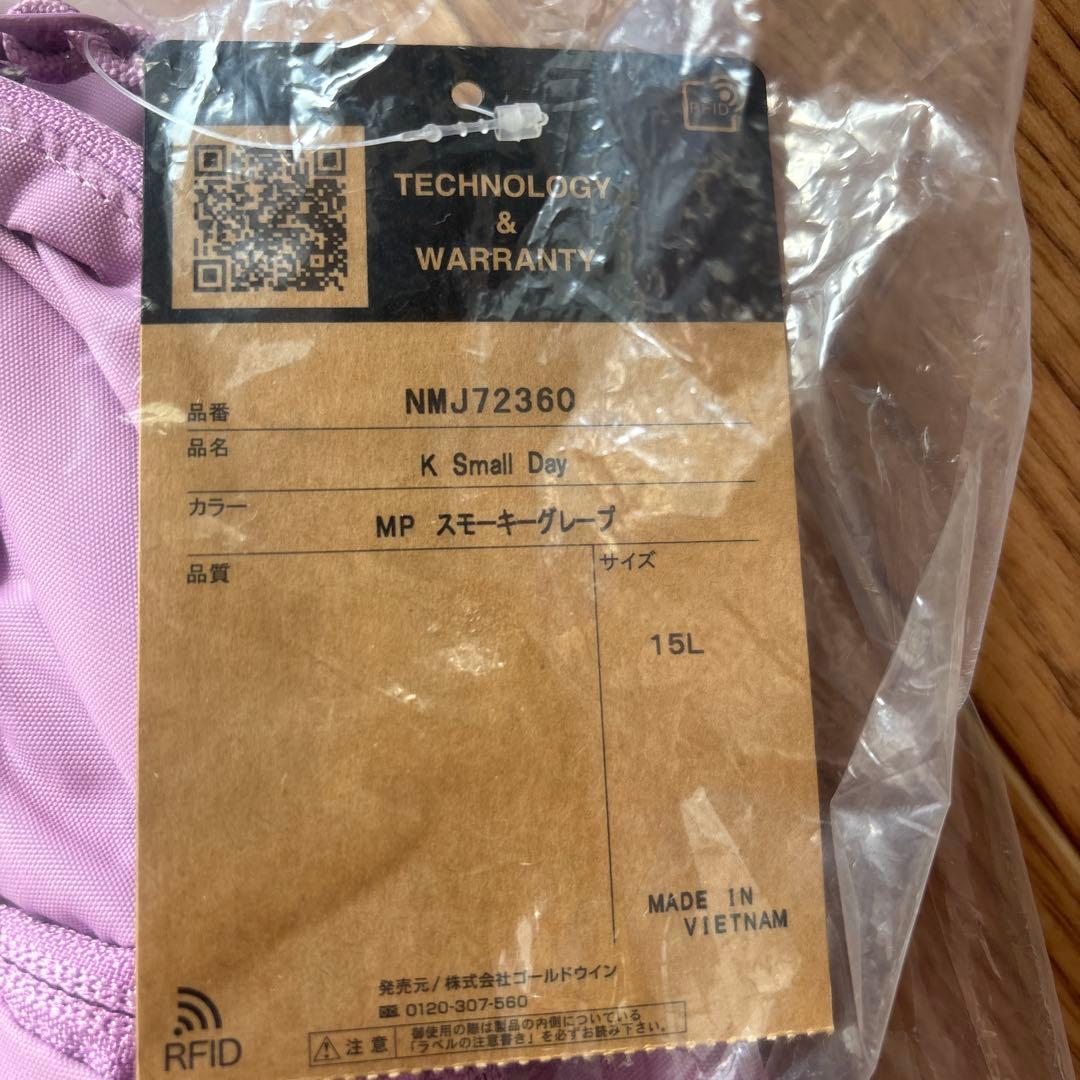 RFID
TECHNOLOGY
&
WARRANTY
品番 NMJ72360
品名 K Small Day
カラー MP スモーキーグレープ
品質
サイズ
15L
MADE IN
VIETNAM
発売元/株式会社ゴールドウイン
0120-307-560
RFID
注意
御使用の際は製品の内側についている
「ラベルの注意書き」を必ずお読み下さい。